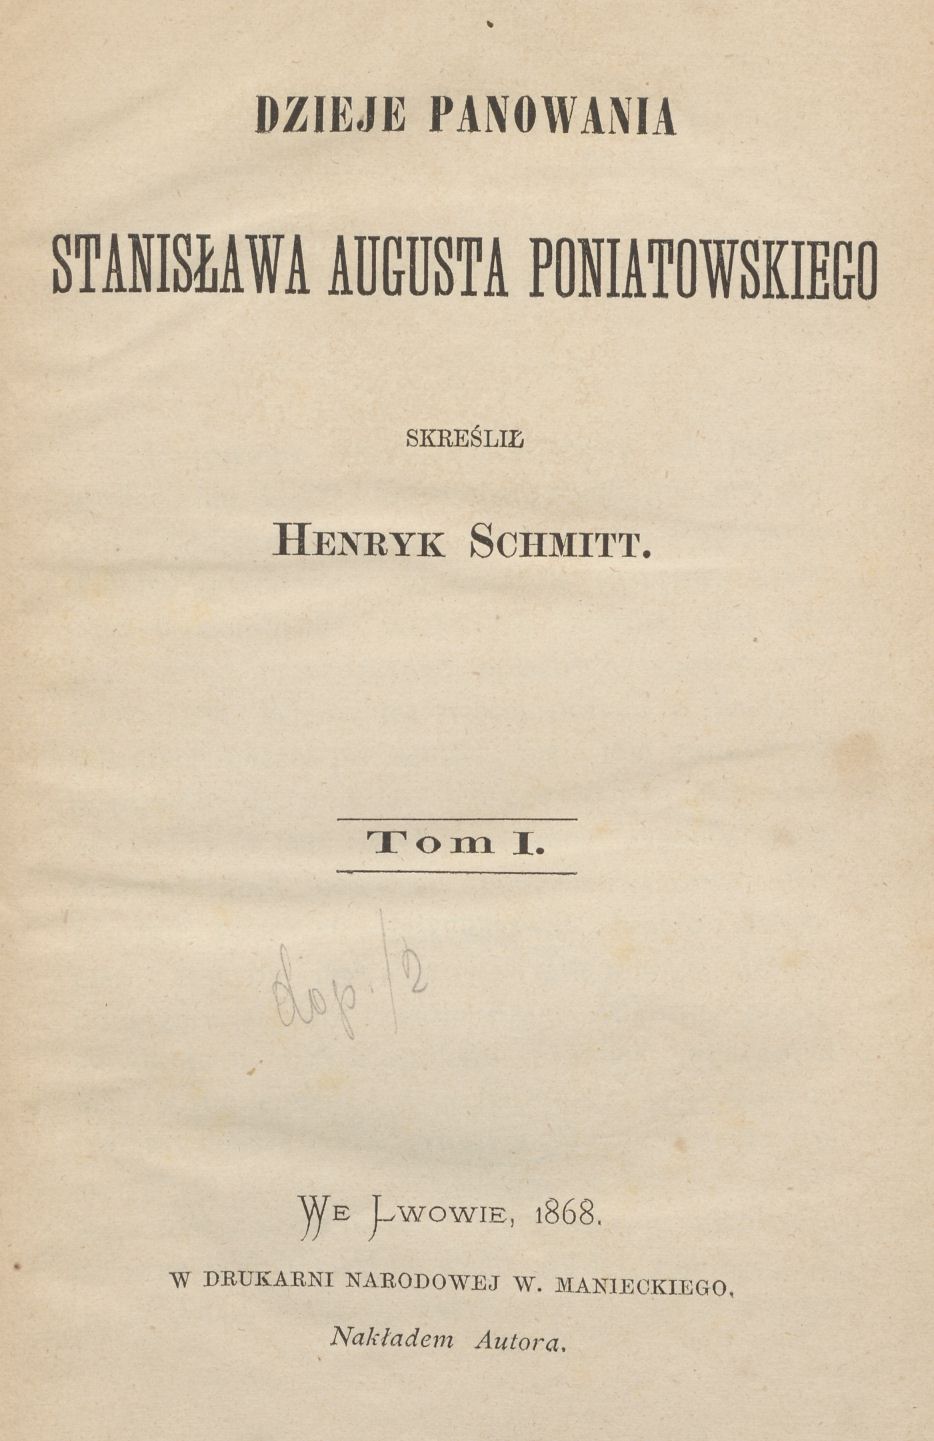 DZIEJE PANOWANIA
STANISŁAWA AUGUSTA PONIATOWSKIEGO
SKREŚLIŁ
HENRYK SCHMITT.
Tom I.
dop. /2
WE LWOWIE, 1868.
W DRUKARNI NARODOWEJ W. MANIECKIEGO,
Nakładem Autora.